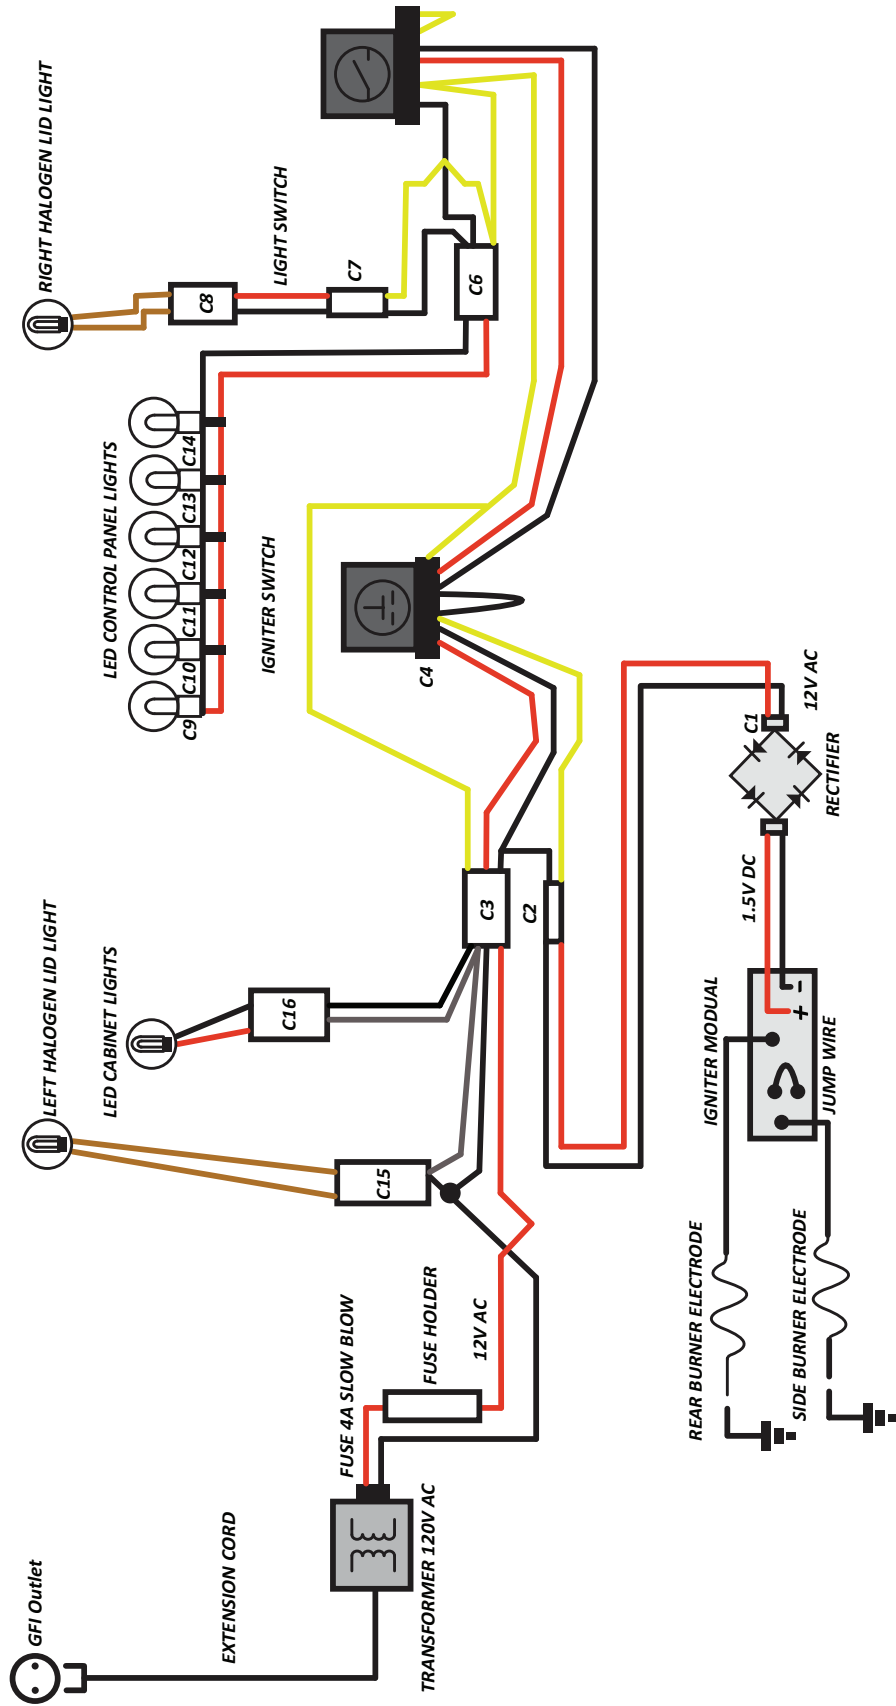 GFI Outlet
EXTENSION CORD
TRANSFORMER 120V AC
FUSE 4A SLOW BLOW
FUSE HOLDER
12V AC
LEFT HALOGEN LID LIGHT
C15
LED CABINET LIGHTS
C16
C3
C2
LED CONTROL PANEL LIGHTS
C9
C10
C11
C12
C13
C14
IGNITER SWITCH
C4
RIGHT HALOGEN LID LIGHT
C8
LIGHT SWITCH
C7
C6
REAR BURNER ELECTRODE
SIDE BURNER ELECTRODE
IGNITER MODUAL
JUMP WIRE
+
-
1.5V DC
RECTIFIER
C1
12V AC